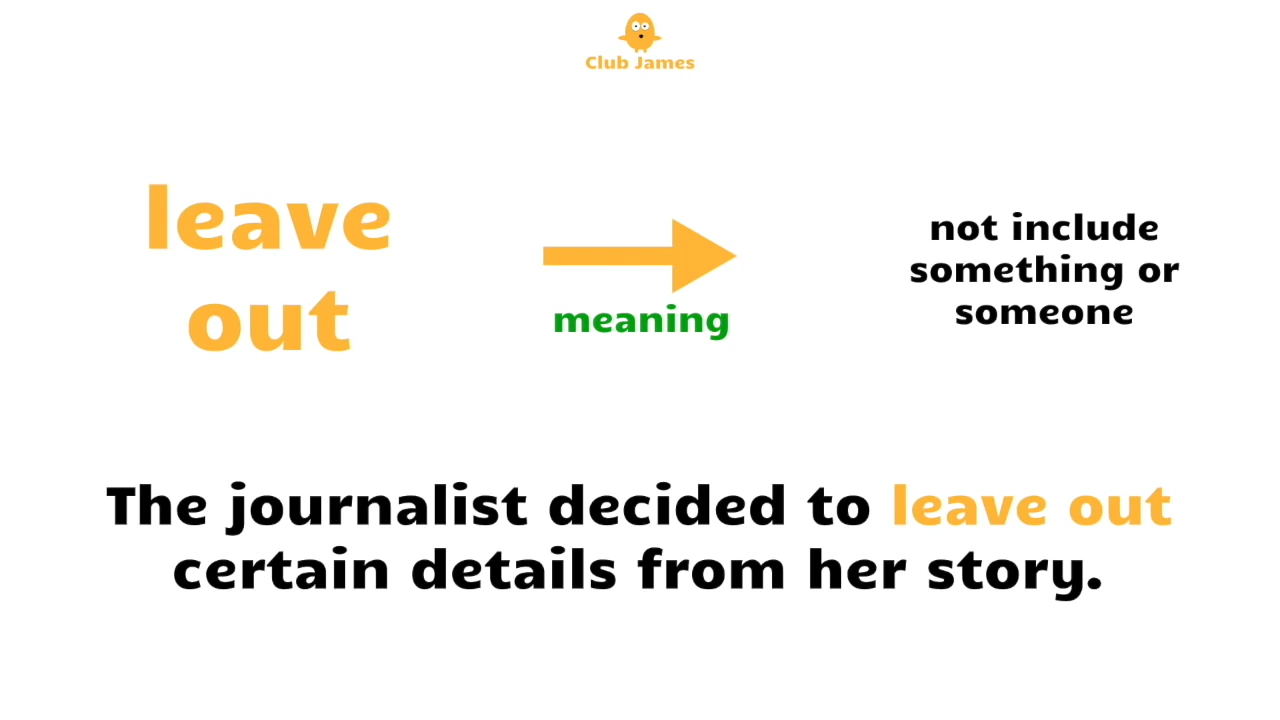 Club James
leave
out
meaning
not include
something or
someone
The journalist decided to leave out
certain details from her story.